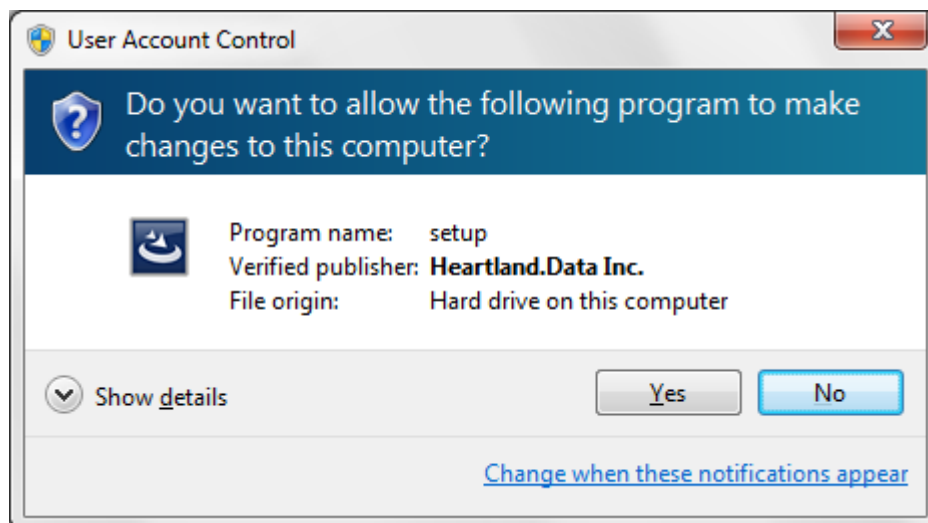 User Account Control
Do you want to allow the following program to make
changes to this computer?
Program name: setup
Verified publisher: Heartland.Data Inc.
File origin: Hard drive on this computer
Show details
Yes
No
Change when these notifications appear